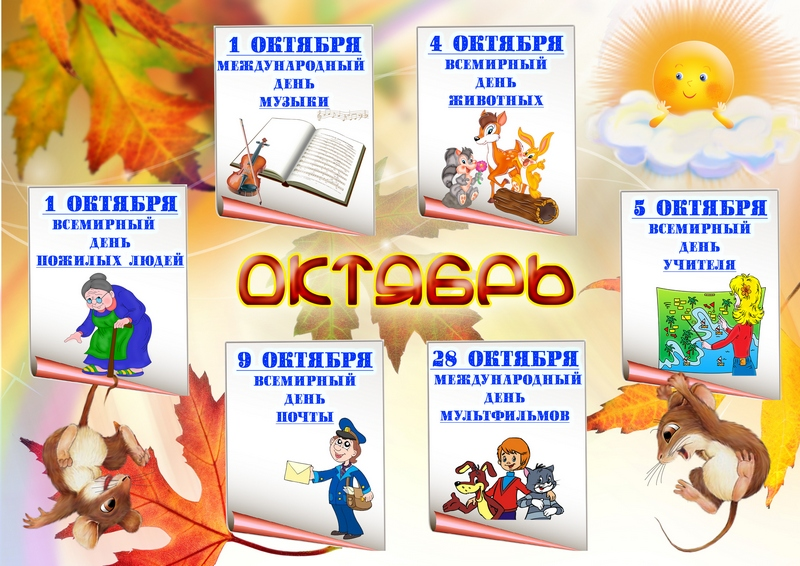 1 ОКТЯБРЯ
МЕЖДУНАРОДНЫЙ
ДЕНЬ
МУЗЫКИ
4 ОКТЯБРЯ
ВСЕМИРНЫЙ
ДЕНЬ
ЖИВОТНЫХ
1 ОКТЯБРЯ
ВСЕМИРНЫЙ
ДЕНЬ
ПОЖИЛЫХ ЛЮДЕЙ
5 ОКТЯБРЯ
ВСЕМИРНЫЙ
ДЕНЬ
УЧИТЕЛЯ
ОКТЯБРЬ
9 ОКТЯБРЯ
ВСЕМИРНЫЙ
ДЕНЬ
ПОЧТЫ
28 ОКТЯБРЯ
МЕЖДУНАРОДНЫЙ
ДЕНЬ
МУЛЬТФИЛЬМОВ